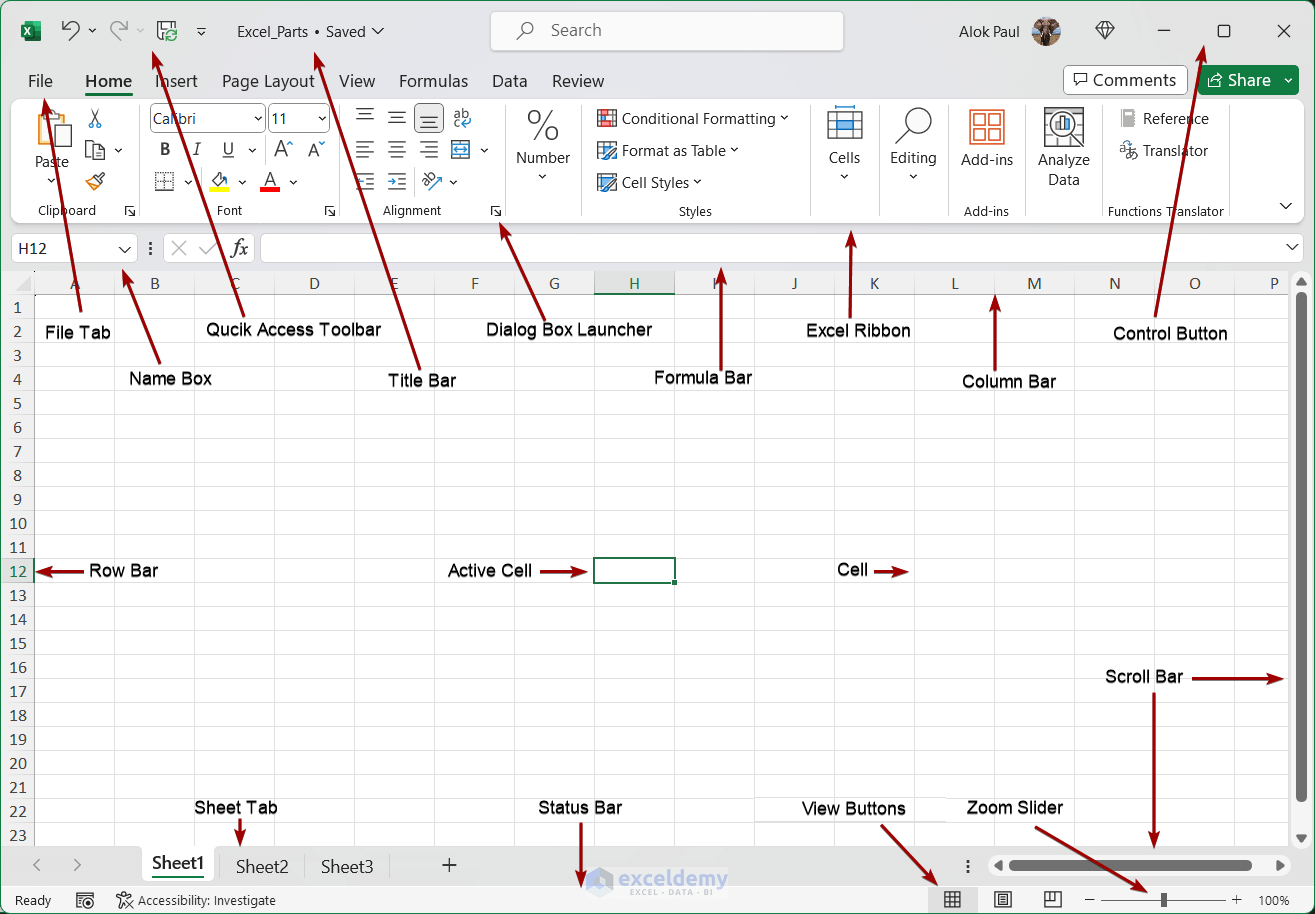 Excel_Parts • Saved
Search
Alok Paul
File Home Insert Page Layout View Formulas Data Review
Comments
Share
Calibri 11
ab
Conditional Formatting
Reference
Paste
B I U A A
Number
Format as Table
Cells
Editing
Add-ins
Analyze
Data
Translator
A
Cell Styles
Clipboard Font Alignment Styles Add-ins Functions Translator
H12 fx
A B C D E F G H I J K L M N O P
1
2 File Tab Qucik Access Toolbar Dialog Box Launcher Excel Ribbon Control Button
3
4 Name Box Title Bar Formula Bar Column Bar
5
6
7
8
9
10
11
12 Row Bar Active Cell Cell
13
14
15
16
Scroll Bar
17
18
19
20
21
22 Sheet Tab Status Bar View Buttons Zoom Slider
23
Sheet1 Sheet2 Sheet3 +
exceldemy
EXCEL - DATA - BI
Ready Accessibility: Investigate − + 100%